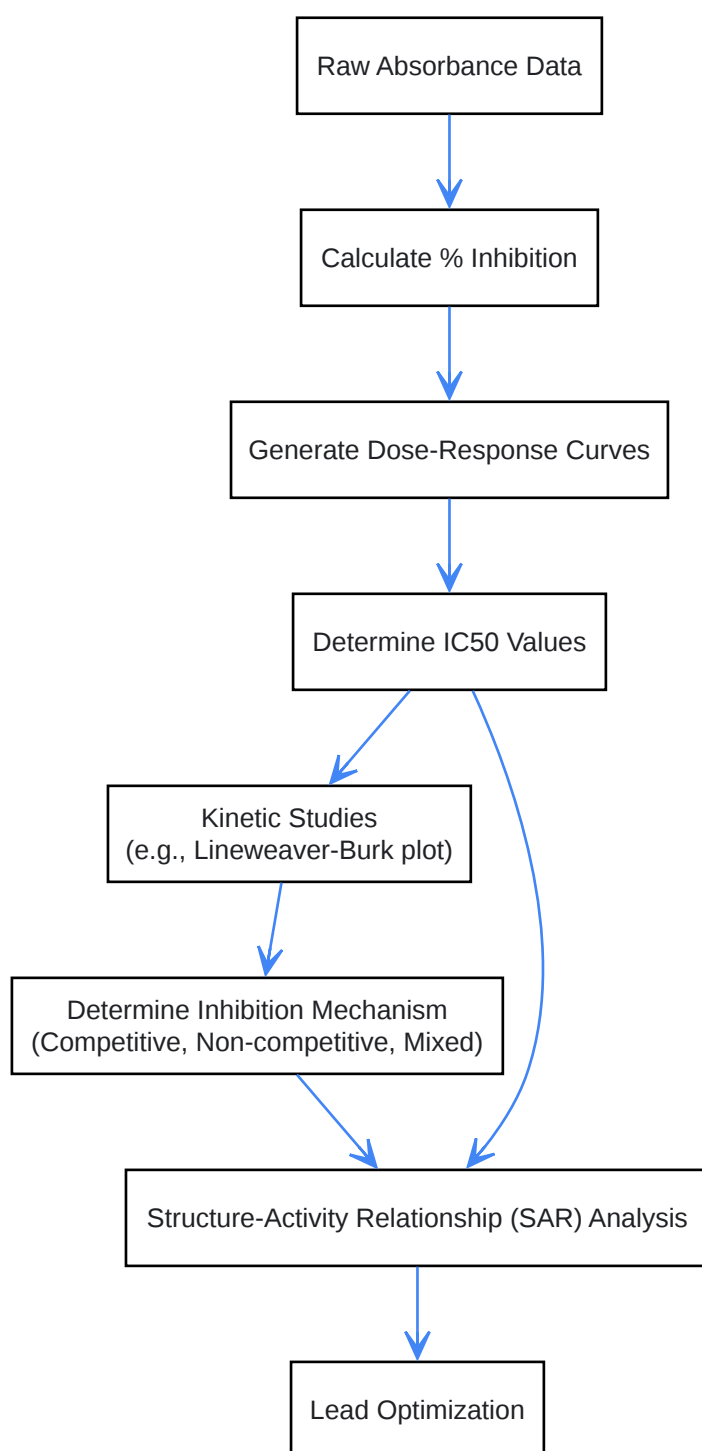 Raw Absorbance Data
Calculate % Inhibition
Generate Dose-Response Curves
Determine IC50 Values
Kinetic Studies
(e.g., Lineweaver-Burk plot)
Determine Inhibition Mechanism
(Competitive, Non-competitive, Mixed)
Structure-Activity Relationship (SAR) Analysis
Lead Optimization